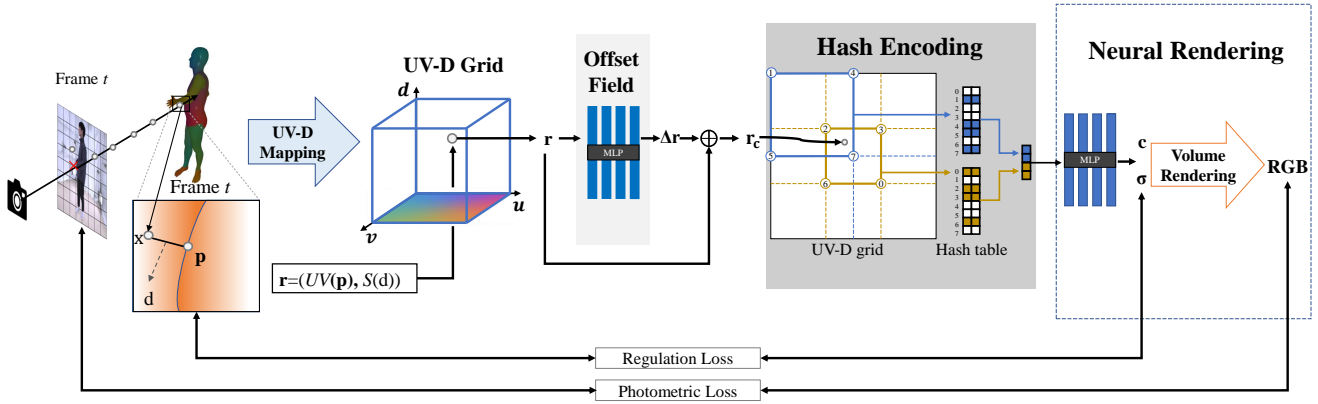 Frame t
Frame t
x
p
d
UV-D
Mapping
UV-D Grid
d
u
v
r=(UV(p), S(d))
r
Offset
Field
MLP
Δr
r_c
Hash Encoding
1
4
2
3
5
7
6
0
UV-D grid
0
1
2
3
4
5
6
7
0
1
2
3
4
5
6
7
Hash table
Neural Rendering
MLP
c
σ
Volume
Rendering
RGB
Regulation Loss
Photometric Loss